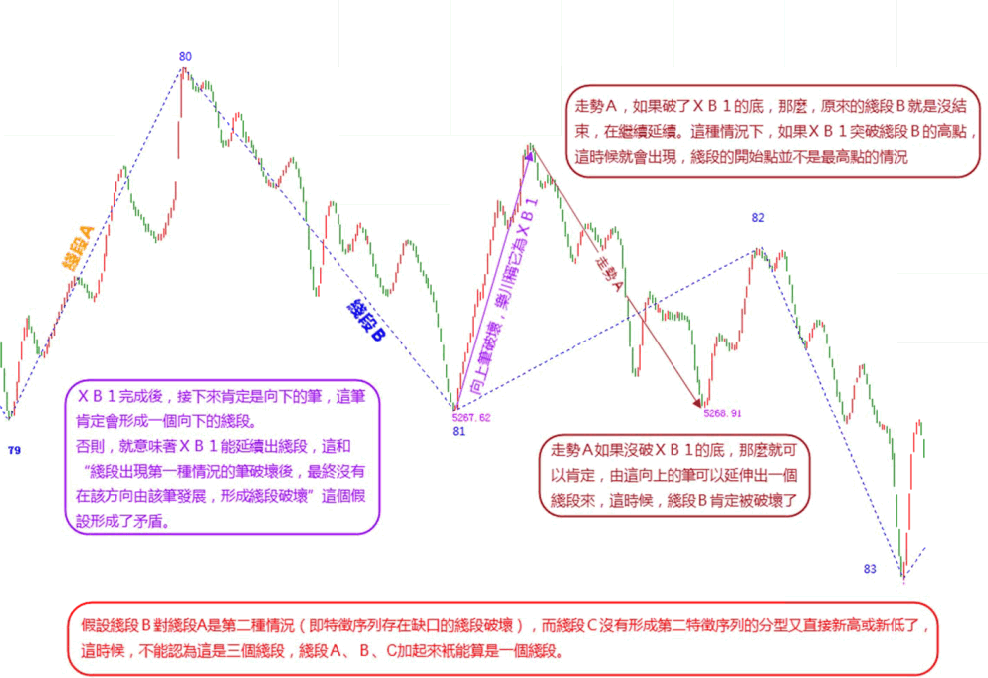 80
走勢A，如果破了XB1的底，那麼，原來的綫段B就是沒結
束，在繼續延續。這種情況下，如果XB1突破綫段B的高點，
這時候就會出現，綫段的開始點並不是最高點的情況
綫段A
82
向上筆破壞，樂川稱它為XB1
走勢A
綫段B
5267.62
81
5268.91
79
XB1完成後，接下來肯定是向下的筆，這筆
肯定會形成一個向下的綫段。
否則，就意味著XB1能延續出綫段，這和
“綫段出現第一種情況的筆破壞後，最終沒有
在該方向由該筆發展，形成綫段破壞”這個假
設形成了矛盾。
走勢A如果沒破XB1的底，那麼就可
以肯定，由這向上的筆可以延伸出一個
綫段來，這時候，綫段B肯定被破壞了
83
假設綫段B對綫段A是第二種情況（即特徵序列存在缺口的綫段破壞），而綫段C沒有形成第二特徵序列的分型又直接新高或新低了，
這時候，不能認為這是三個綫段，綫段A、B、C加起來衹能算是一個綫段。